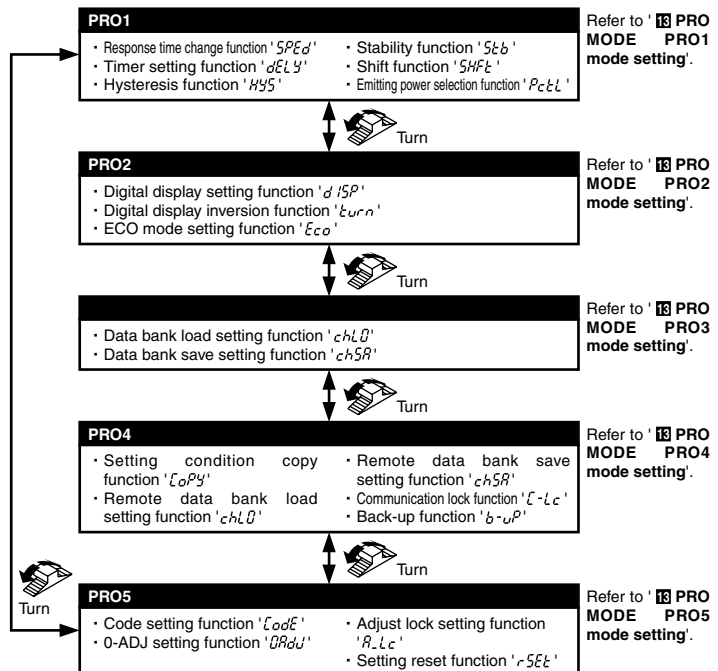 PRO1
・Response time change function 'SPEd'
・Timer setting function 'dELY'
・Hysteresis function 'HYS'
・Stability function 'Stb'
・Shift function 'SHFt'
・Emitting power selection function 'PctL'
Refer to '13 PRO
MODE PRO1
mode setting'.
Turn
PRO2
・Digital display setting function 'dISP'
・Digital display inversion function 'turn'
・ECO mode setting function 'Eco'
Refer to '13 PRO
MODE PRO2
mode setting'.
Turn
・Data bank load setting function 'chLO'
・Data bank save setting function 'chSA'
Refer to '13 PRO
MODE PRO3
mode setting'.
Turn
PRO4
・Setting condition copy
function 'CoPY'
・Remote data bank load
setting function 'chLO'
・Remote data bank save
setting function 'chSA'
・Communication lock function 'C-Lc'
・Back-up function 'b-uP'
Refer to '13 PRO
MODE PRO4
mode setting'.
Turn
Turn
PRO5
・Code setting function 'CodE'
・0-ADJ setting function '0AdJ'
・Adjust lock setting function
'A_Lc'
・Setting reset function 'rSEt'
Refer to '13 PRO
MODE PRO5
mode setting'.